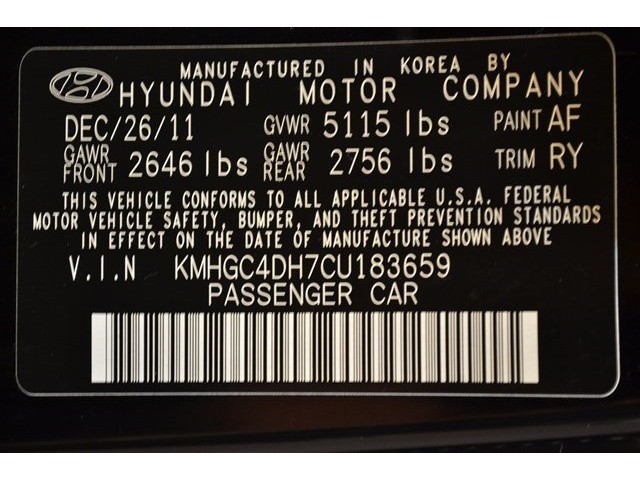 MANUFACTURED IN KOREA BY
HYUNDAI MOTOR COMPANY
DEC/26/11 GVWR 5115 lbs PAINT AF
GAWR FRONT 2646 lbs GAWR REAR 2756 lbs TRIM RY
THIS VEHICLE CONFORMS TO ALL APPLICABLE U.S.A. FEDERAL
MOTOR VEHICLE SAFETY, BUMPER, AND THEFT PREVENTION STANDARDS
IN EFFECT ON THE DATE OF MANUFACTURE SHOWN ABOVE
V.I.N KMHGC4DH7CU183659
PASSENGER CAR